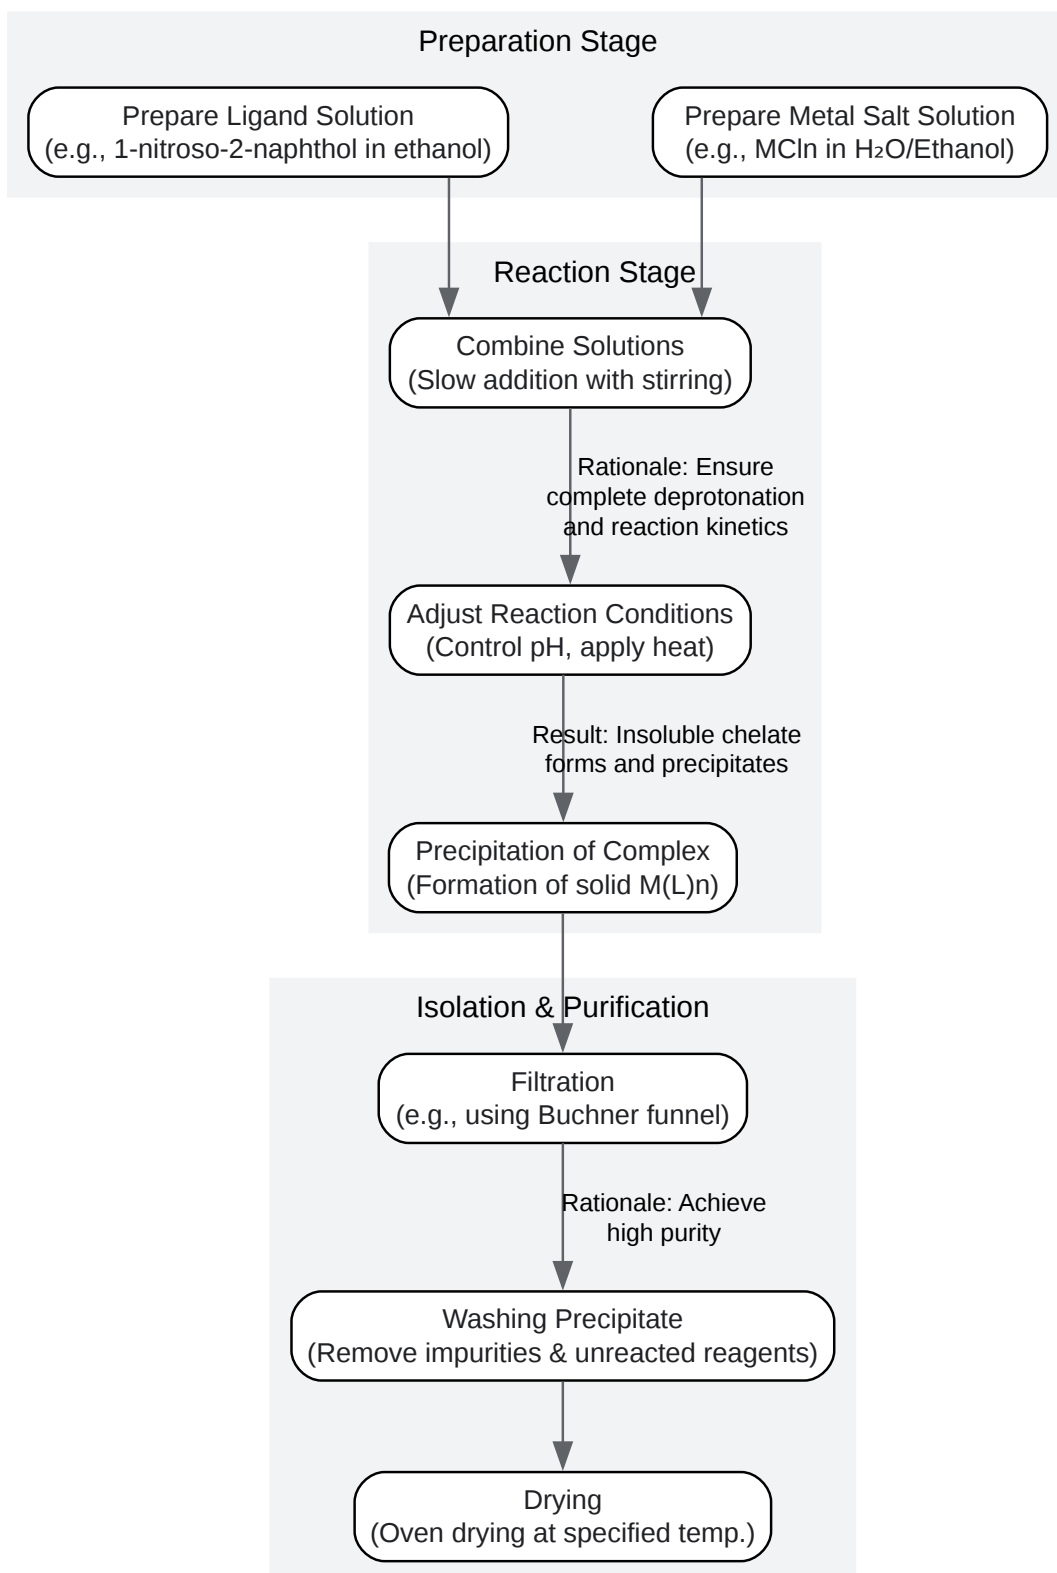 Preparation Stage
Prepare Ligand Solution
(e.g., 1-nitroso-2-naphthol in ethanol)
Prepare Metal Salt Solution
(e.g., MCln in H₂O/Ethanol)
Reaction Stage
Combine Solutions
(Slow addition with stirring)
Rationale: Ensure
complete deprotonation
and reaction kinetics
Adjust Reaction Conditions
(Control pH, apply heat)
Result: Insoluble chelate
forms and precipitates
Precipitation of Complex
(Formation of solid M(L)n)
Isolation & Purification
Filtration
(e.g., using Buchner funnel)
Rationale: Achieve
high purity
Washing Precipitate
(Remove impurities & unreacted reagents)
Drying
(Oven drying at specified temp.)